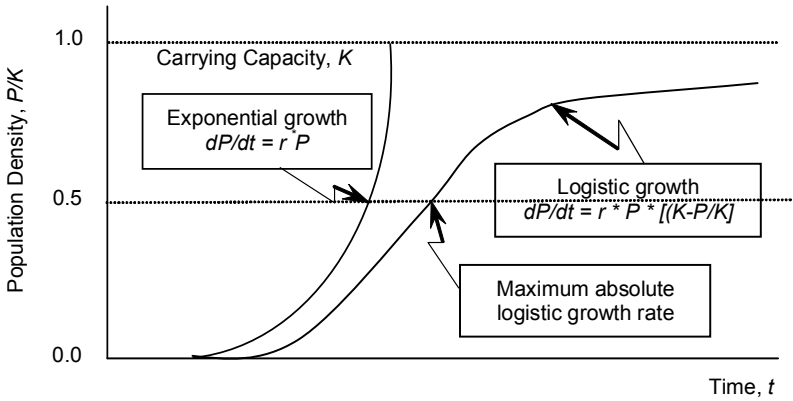 1.0
Carrying Capacity, K
Exponential growth
dP/dt = r * P
Population Density, P/K
0.5
Logistic growth
dP/dt = r * P * [(K-P/K]
Maximum absolute
logistic growth rate
0.0
Time, t